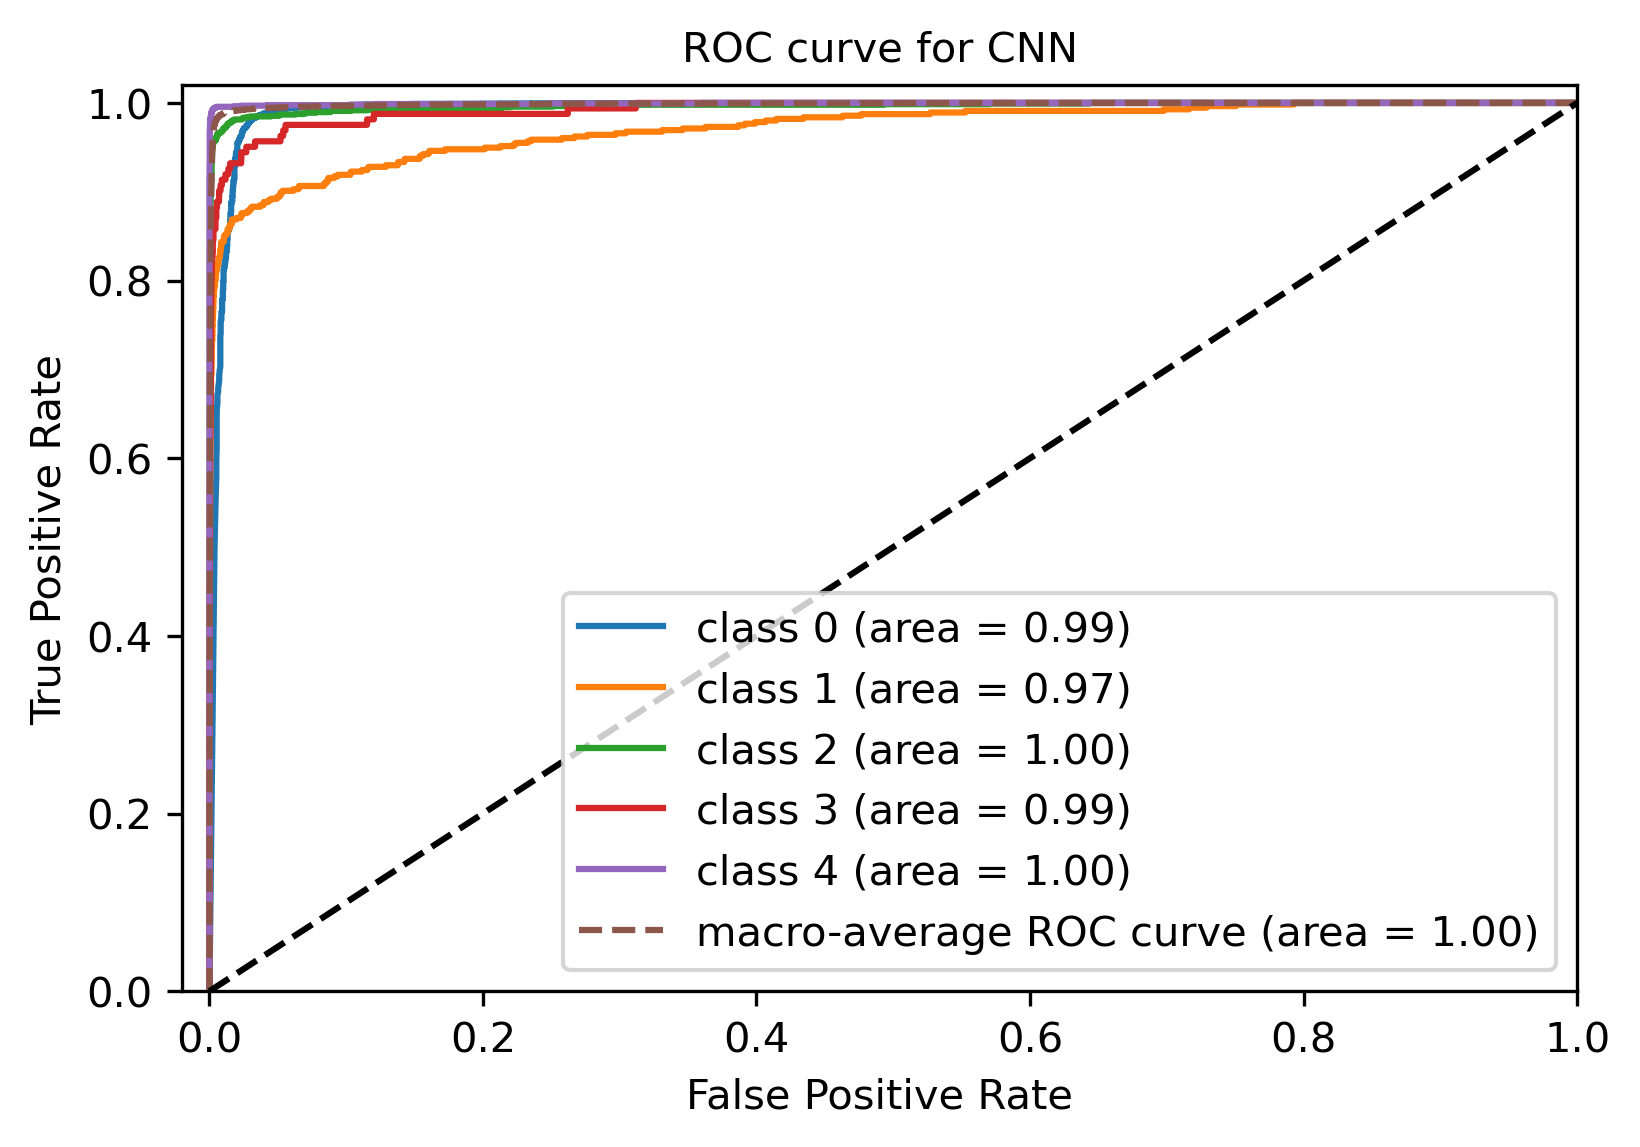 ROC curve for CNN
True Positive Rate
1.0
0.8
0.6
0.4
0.2
0.0
class 0 (area = 0.99)
class 1 (area = 0.97)
class 2 (area = 1.00)
class 3 (area = 0.99)
class 4 (area = 1.00)
macro-average ROC curve (area = 1.00)
0.0 0.2 0.4 0.6 0.8 1.0
False Positive Rate